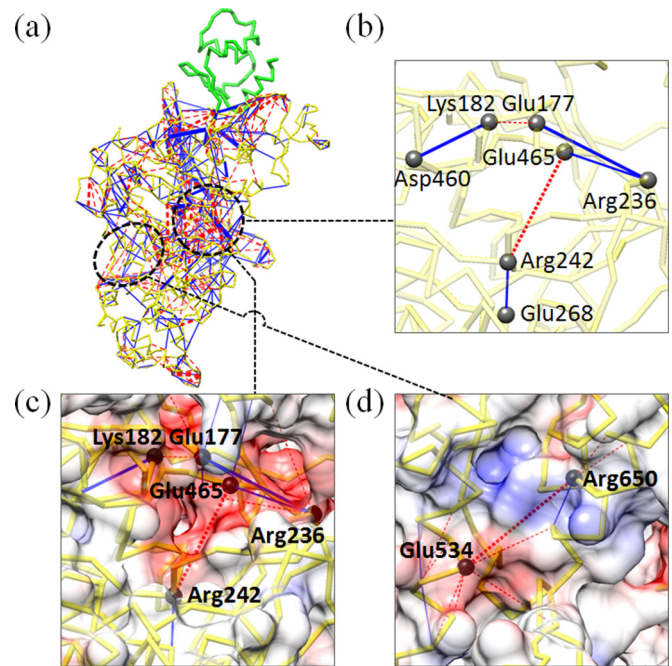 (a)
(b)
Lys182 Glu177
Glu465
Asp460
Arg236
Arg242
Glu268
(c)
(d)
Lys182 Glu177
Glu465
Arg236
Arg242
Arg650
Glu534